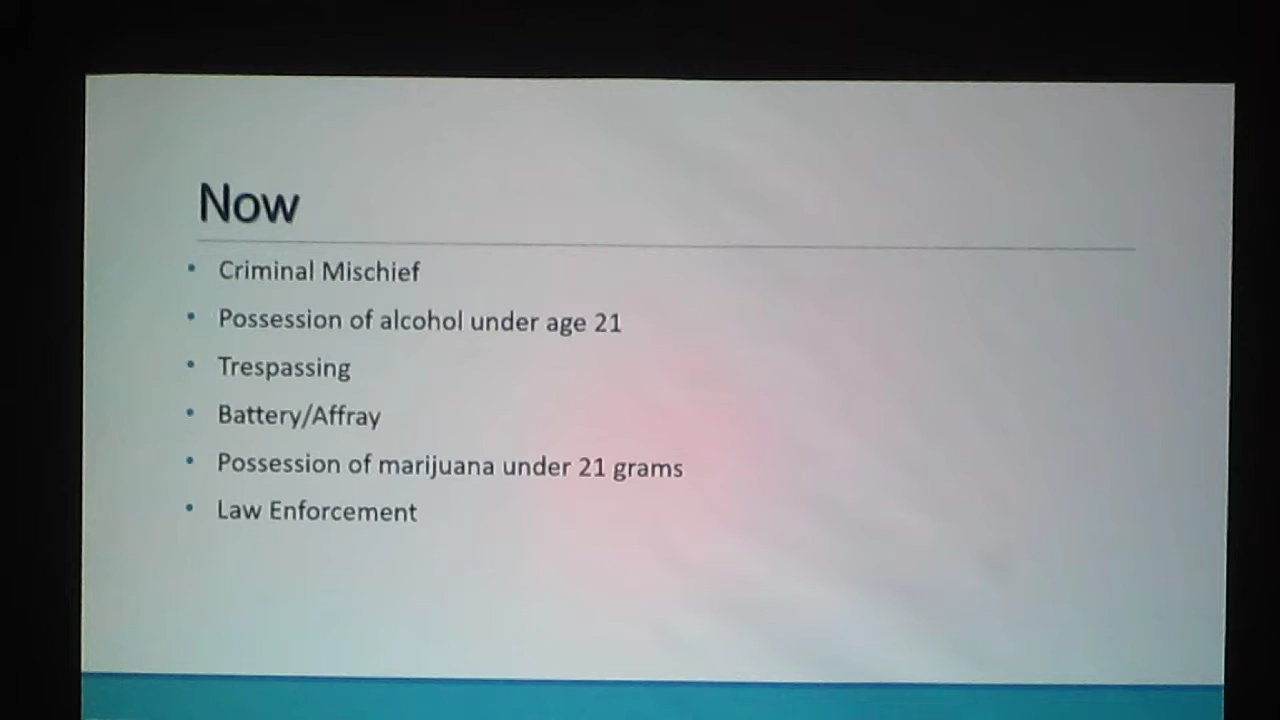 Now
• Criminal Mischief
• Possession of alcohol under age 21
• Trespassing
• Battery/Affray
• Possession of marijuana under 21 grams
• Law Enforcement